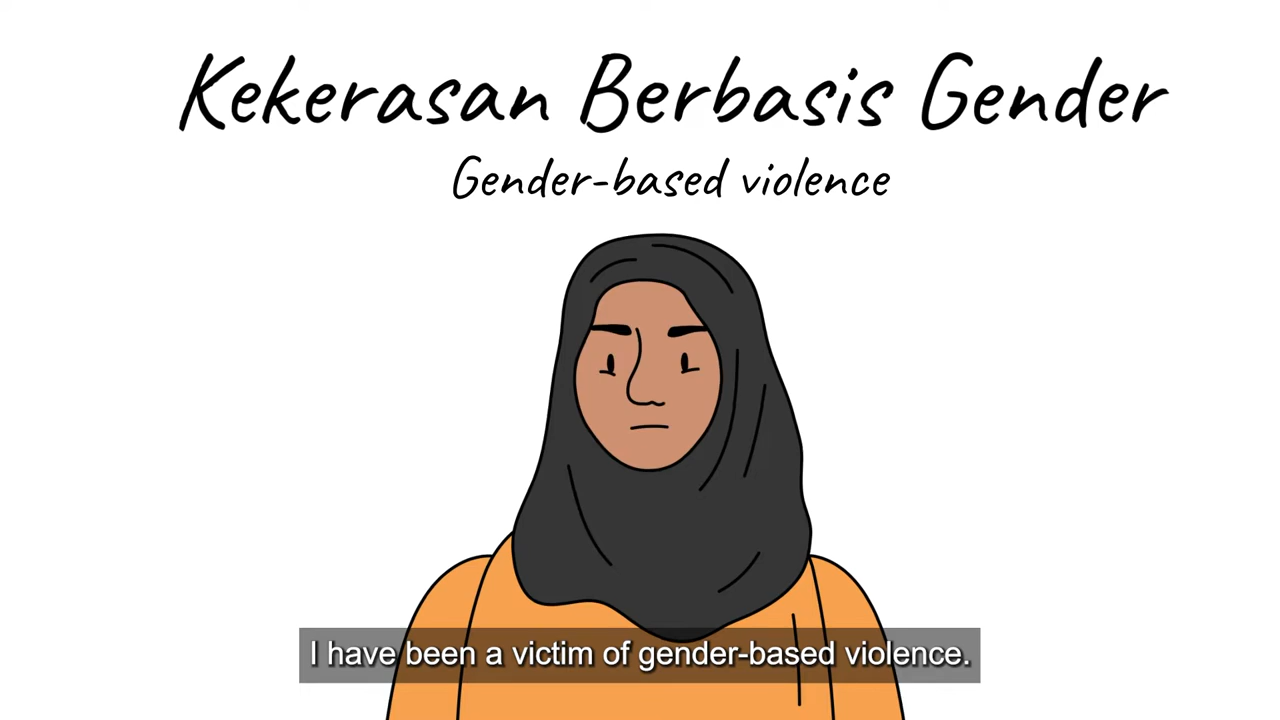 Kekerasan Berbasis Gender
Gender-based violence
I have been a victim of gender-based violence.